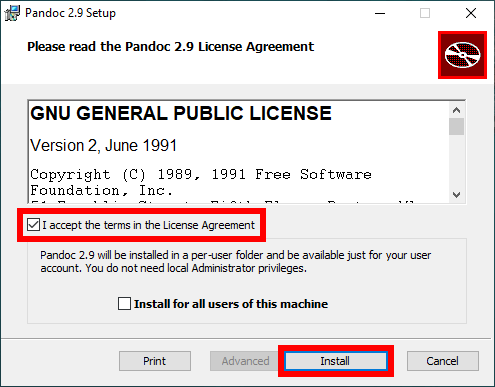 Pandoc 2.9 Setup
Please read the Pandoc 2.9 License Agreement
GNU GENERAL PUBLIC LICENSE
Version 2, June 1991
Copyright (C) 1989, 1991 Free Software
Foundation, Inc.
I accept the terms in the License Agreement
Pandoc 2.9 will be installed in a per-user folder and be available just for your user
account. You do not need local Administrator privileges.
Install for all users of this machine
Print Advanced Install Cancel